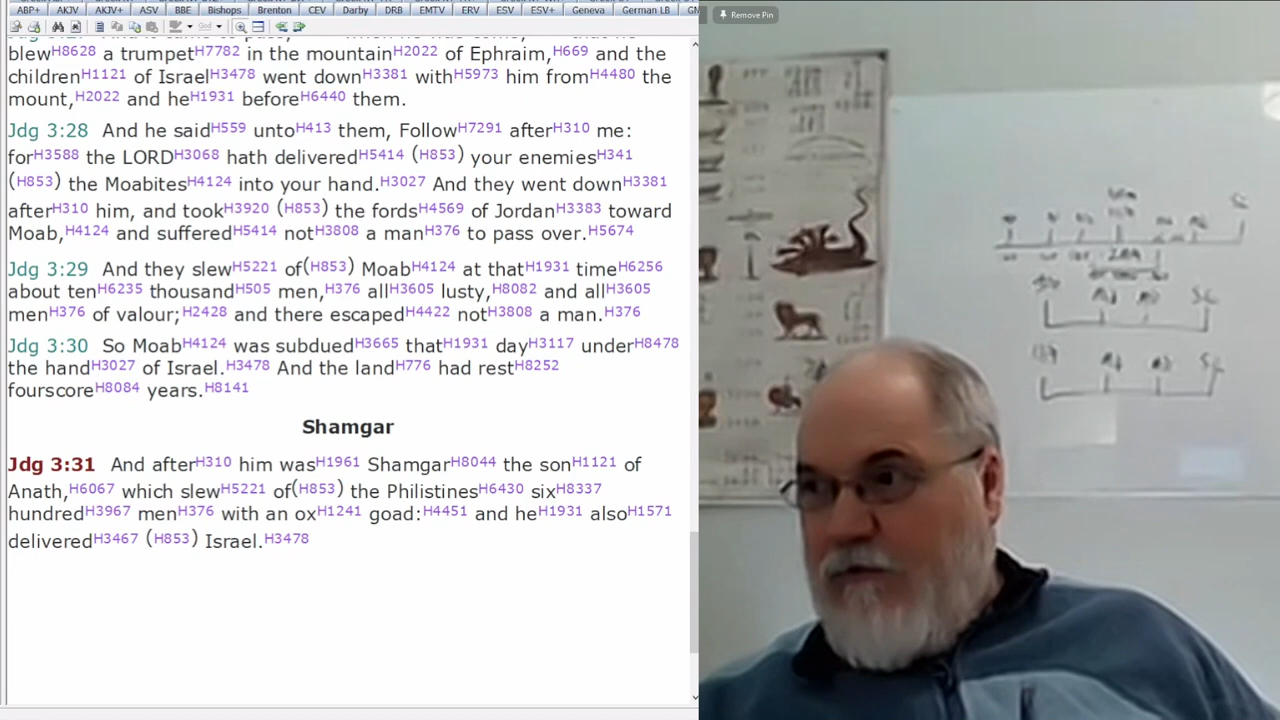 ABP+ AKJV AKJV+ ASV BBE Bishops Brenton CEV Darby DRB EMTV ERV ESV ESV+ Geneva German LB
Remove Pin
blewH8628 a trumpetH7782 in the mountainH2022 of Ephraim,H669 and the
childrenH1121 of IsraelH3478 went downH3381 withH5973 him fromH4480 the
mount,H2022 and heH1931 beforeH6440 them.
Jdg 3:28 And he saidH559 untoH413 them, FollowH7291 afterH310 me:
forH3588 the LORDH3068 hath deliveredH5414 (H853) your enemiesH341
(H853) the MoabitesH4124 into your hand.H3027 And they went downH3381
afterH310 him, and tookH3920 (H853) the fordsH4569 of JordanH3383 toward
Moab,H4124 and sufferedH5414 notH3808 a manH376 to pass over.H5674
Jdg 3:29 And they slewH5221 of(H853) MoabH4124 at thatH1931 timeH6256
about tenH6235 thousandH505 men,H376 allH3605 lusty,H8082 and allH3605
menH376 of valour;H2428 and there escapedH4422 notH3808 a man.H376
Jdg 3:30 So MoabH4124 was subduedH3665 thatH1931 dayH3117 underH8478
the handH3027 of Israel.H3478 And the landH776 had restH8252
fourscoreH8084 years.H8141
Shamgar
Jdg 3:31 And afterH310 him wasH1961 ShamgarH8044 the sonH1121 of
Anath,H6067 which slewH5221 of(H853) the PhilistinesH6430 sixH8337
hundredH3967 menH376 with an oxH1241 goad:H4451 and heH1931 alsoH1571
deliveredH3467 (H853) Israel.H3478